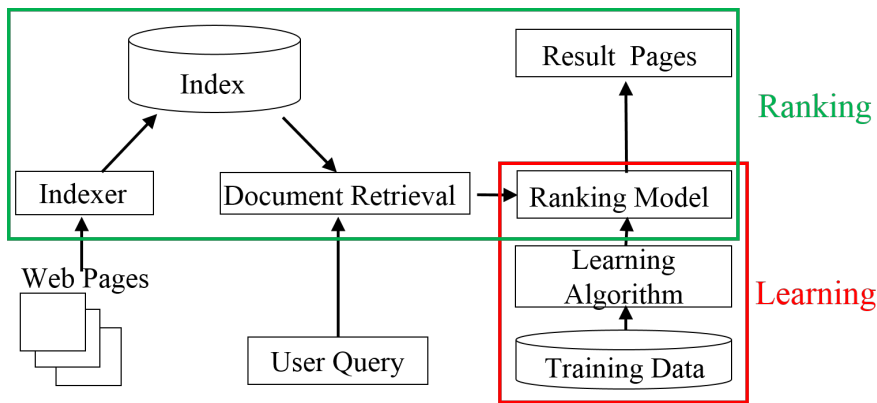 Index
Result Pages
Ranking
Indexer
Document Retrieval
Ranking Model
Web Pages
Learning
Algorithm
Learning
User Query
Training Data